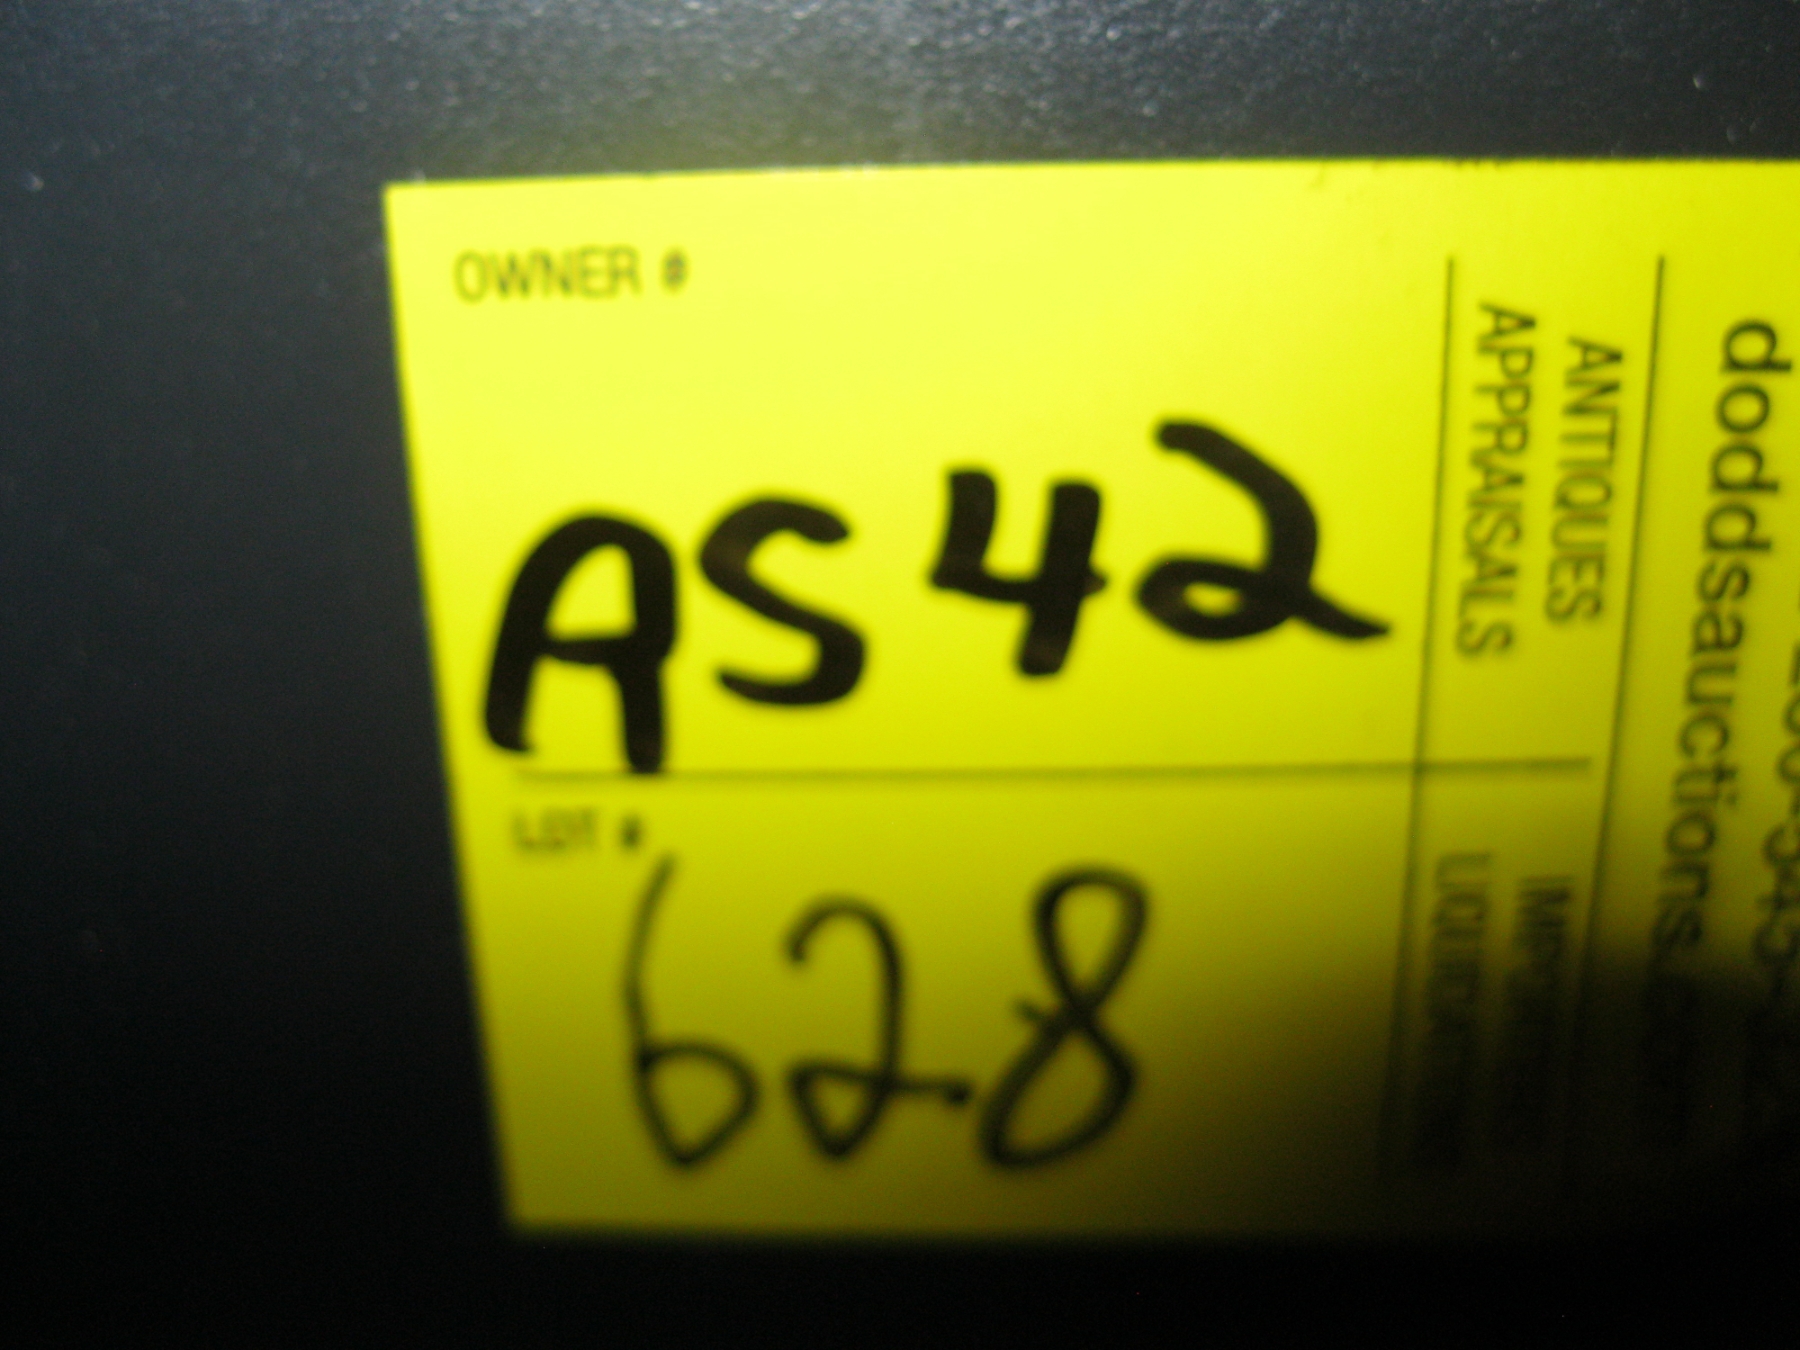 OWNER #
AS42
LOT #
628
ANTIQUES
APPRAISALS
doddsauctions